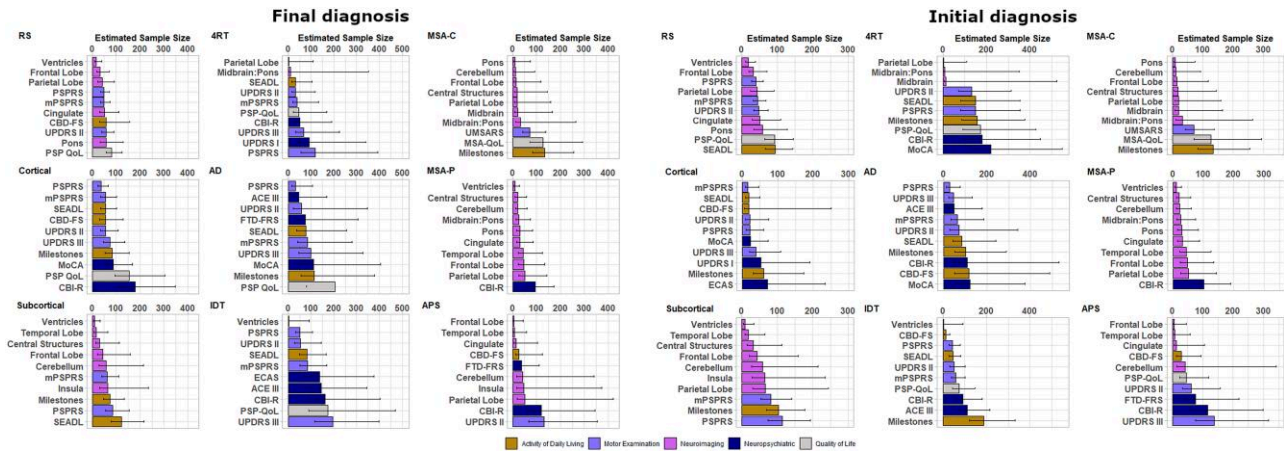 Final diagnosis
RS
Estimated Sample Size
0 100 200 300 400 500
Ventricles
Frontal Lobe
Parietal Lobe
PSPRS
mPSPRS
Cingulate
CBD-FS
UPDRS II
Pons
PSP QoL
4RT
Estimated Sample Size
0 100 200 300 400 500
Parietal Lobe
Midbrain:Pons
SEADL
UPDRS II
mPSPRS
PSP-QoL
CBI-R
UPDRS III
UPDRS I
PSPRS
MSA-C
Estimated Sample Size
0 100 200 300 400 500
Pons
Cerebellum
Frontal Lobe
Central Structures
Parietal Lobe
Midbrain
Midbrain:Pons
UMSARS
MSA-QoL
Milestones
Cortical
PSPRS
mPSPRS
SEADL
CBD-FS
UPDRS II
UPDRS III
Milestones
MoCA
PSP QoL
CBI-R
AD
PSPRS
ACE III
UPDRS II
FTD-FRS
SEADL
mPSPRS
UPDRS III
MoCA
Milestones
PSP QoL
MSA-P
Ventricles
Central Structures
Cerebellum
Midbrain:Pons
Pons
Cingulate
Temporal Lobe
Frontal Lobe
Parietal Lobe
CBI-R
Subcortical
Ventricles
Temporal Lobe
Central Structures
Frontal Lobe
Cerebellum
mPSPRS
Insula
Milestones
PSPRS
SEADL
IDT
Ventricles
PSPRS
UPDRS II
SEADL
mPSPRS
ECAS
ACE III
CBI-R
PSP-QoL
UPDRS III
APS
Frontal Lobe
Temporal Lobe
Cingulate
CBD-FS
FTD-FRS
Cerebellum
Insula
Parietal Lobe
CBI-R
UPDRS II
Initial diagnosis
RS
Estimated Sample Size
0 100 200 300
Ventricles
Frontal Lobe
PSPRS
Parietal Lobe
mPSPRS
UPDRS II
Cingulate
Pons
PSP-QoL
SEADL
4RT
Estimated Sample Size
0 200 400
Parietal Lobe
Midbrain:Pons
Midbrain
UPDRS II
SEADL
PSPRS
Milestones
PSP-QoL
CBI-R
MoCA
MSA-C
Estimated Sample Size
0 100 200 300
Pons
Cerebellum
Frontal Lobe
Central Structures
Parietal Lobe
Midbrain
Midbrain:Pons
UMSARS
MSA-QoL
Milestones
Cortical
mPSPRS
SEADL
CBD-FS
UPDRS II
PSPRS
MoCA
UPDRS III
UPDRS I
Milestones
ECAS
AD
PSPRS
UPDRS III
ACE III
mPSPRS
UPDRS II
SEADL
Milestones
CBI-R
CBD-FS
MoCA
MSA-P
Ventricles
Central Structures
Cerebellum
Midbrain:Pons
Pons
Cingulate
Temporal Lobe
Frontal Lobe
Parietal Lobe
CBI-R
Subcortical
Ventricles
Temporal Lobe
Central Structures
Frontal Lobe
Cerebellum
Insula
Parietal Lobe
mPSPRS
Milestones
PSPRS
IDT
Ventricles
CBD-FS
PSPRS
SEADL
UPDRS II
mPSPRS
PSP-QoL
CBI-R
ACE III
Milestones
APS
Frontal Lobe
Temporal Lobe
Cingulate
CBD-FS
Cerebellum
PSP-QoL
UPDRS II
FTD-FRS
CBI-R
UPDRS III
Activity of Daily Living
Motor Examination
Neuroimaging
Neuropsychiatric
Quality of Life